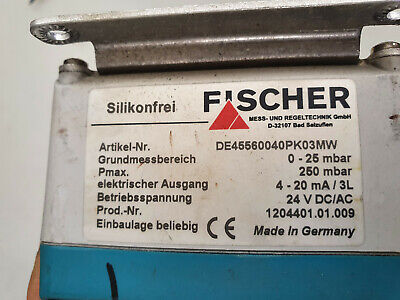 Silikonfrei
FISCHER
MESS- UND REGELTECHNIK GmbH
D-32107 Bad Salzuflen
Artikel-Nr. DE45560040PK03MW
Grundmessbereich 0 - 25 mbar
Pmax. 250 mbar
elektrischer Ausgang 4 - 20 mA / 3L
Betriebsspannung 24 V DC/AC
Prod.-Nr. 1204401.01.009
Einbaulage beliebig CE Made in Germany